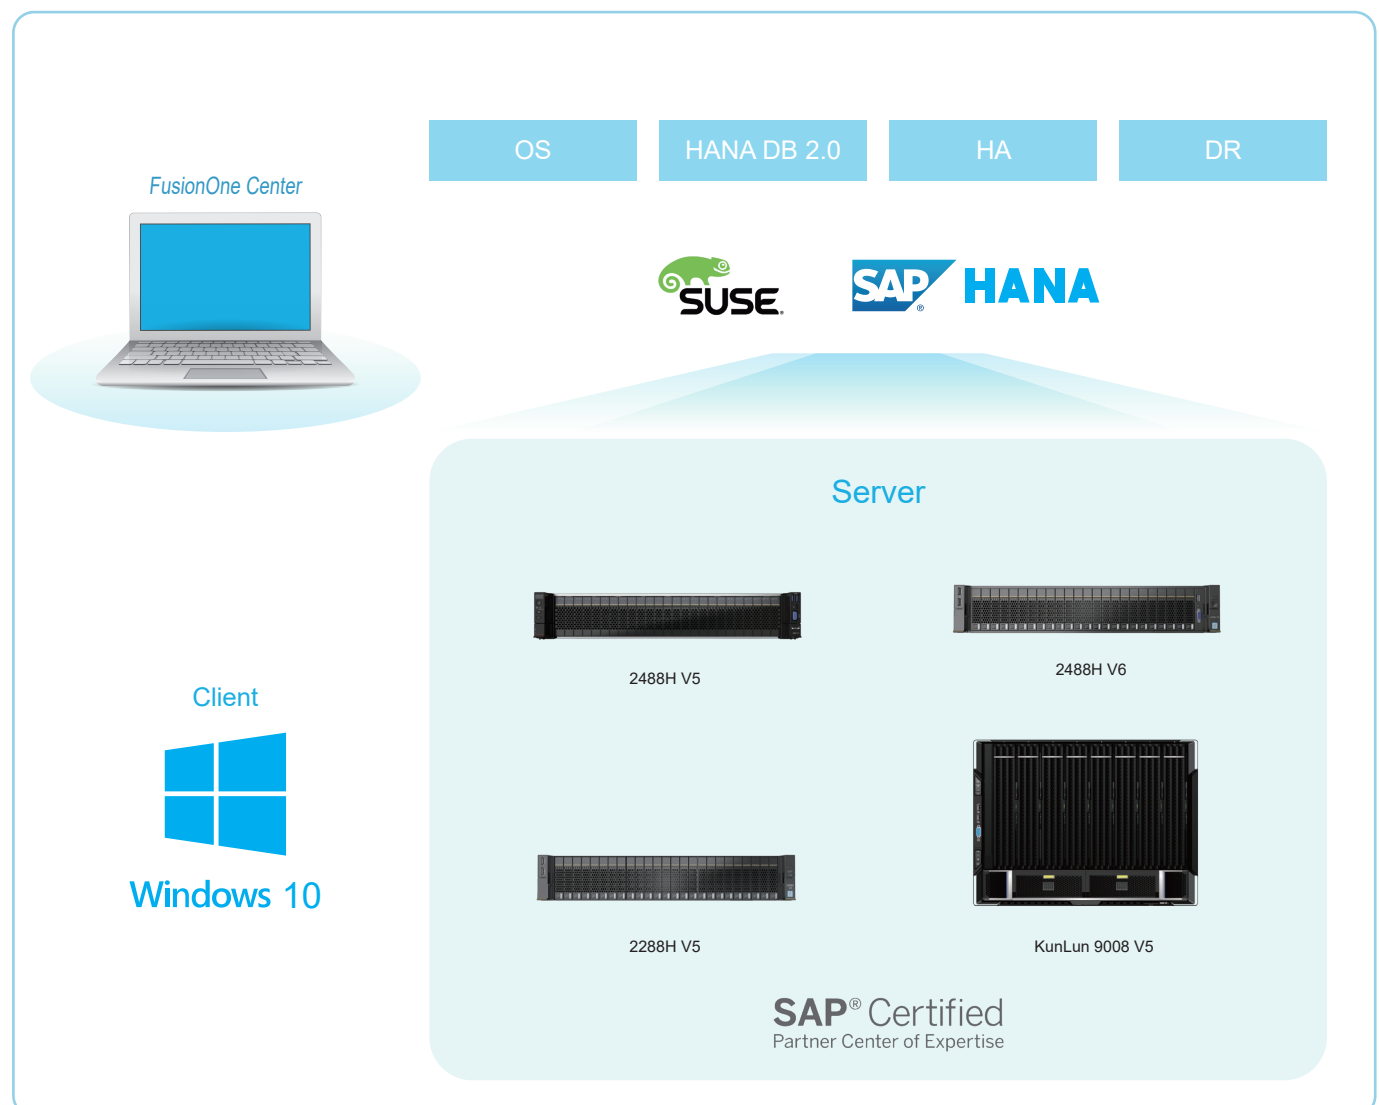 OS
HANA DB 2.0
HA
DR
FusionOne Center
SUSE
SAP® HANA
Server
2488H V5
2488H V6
Client
Windows 10
2288H V5
KunLun 9008 V5
SAP® Certified
Partner Center of Expertise